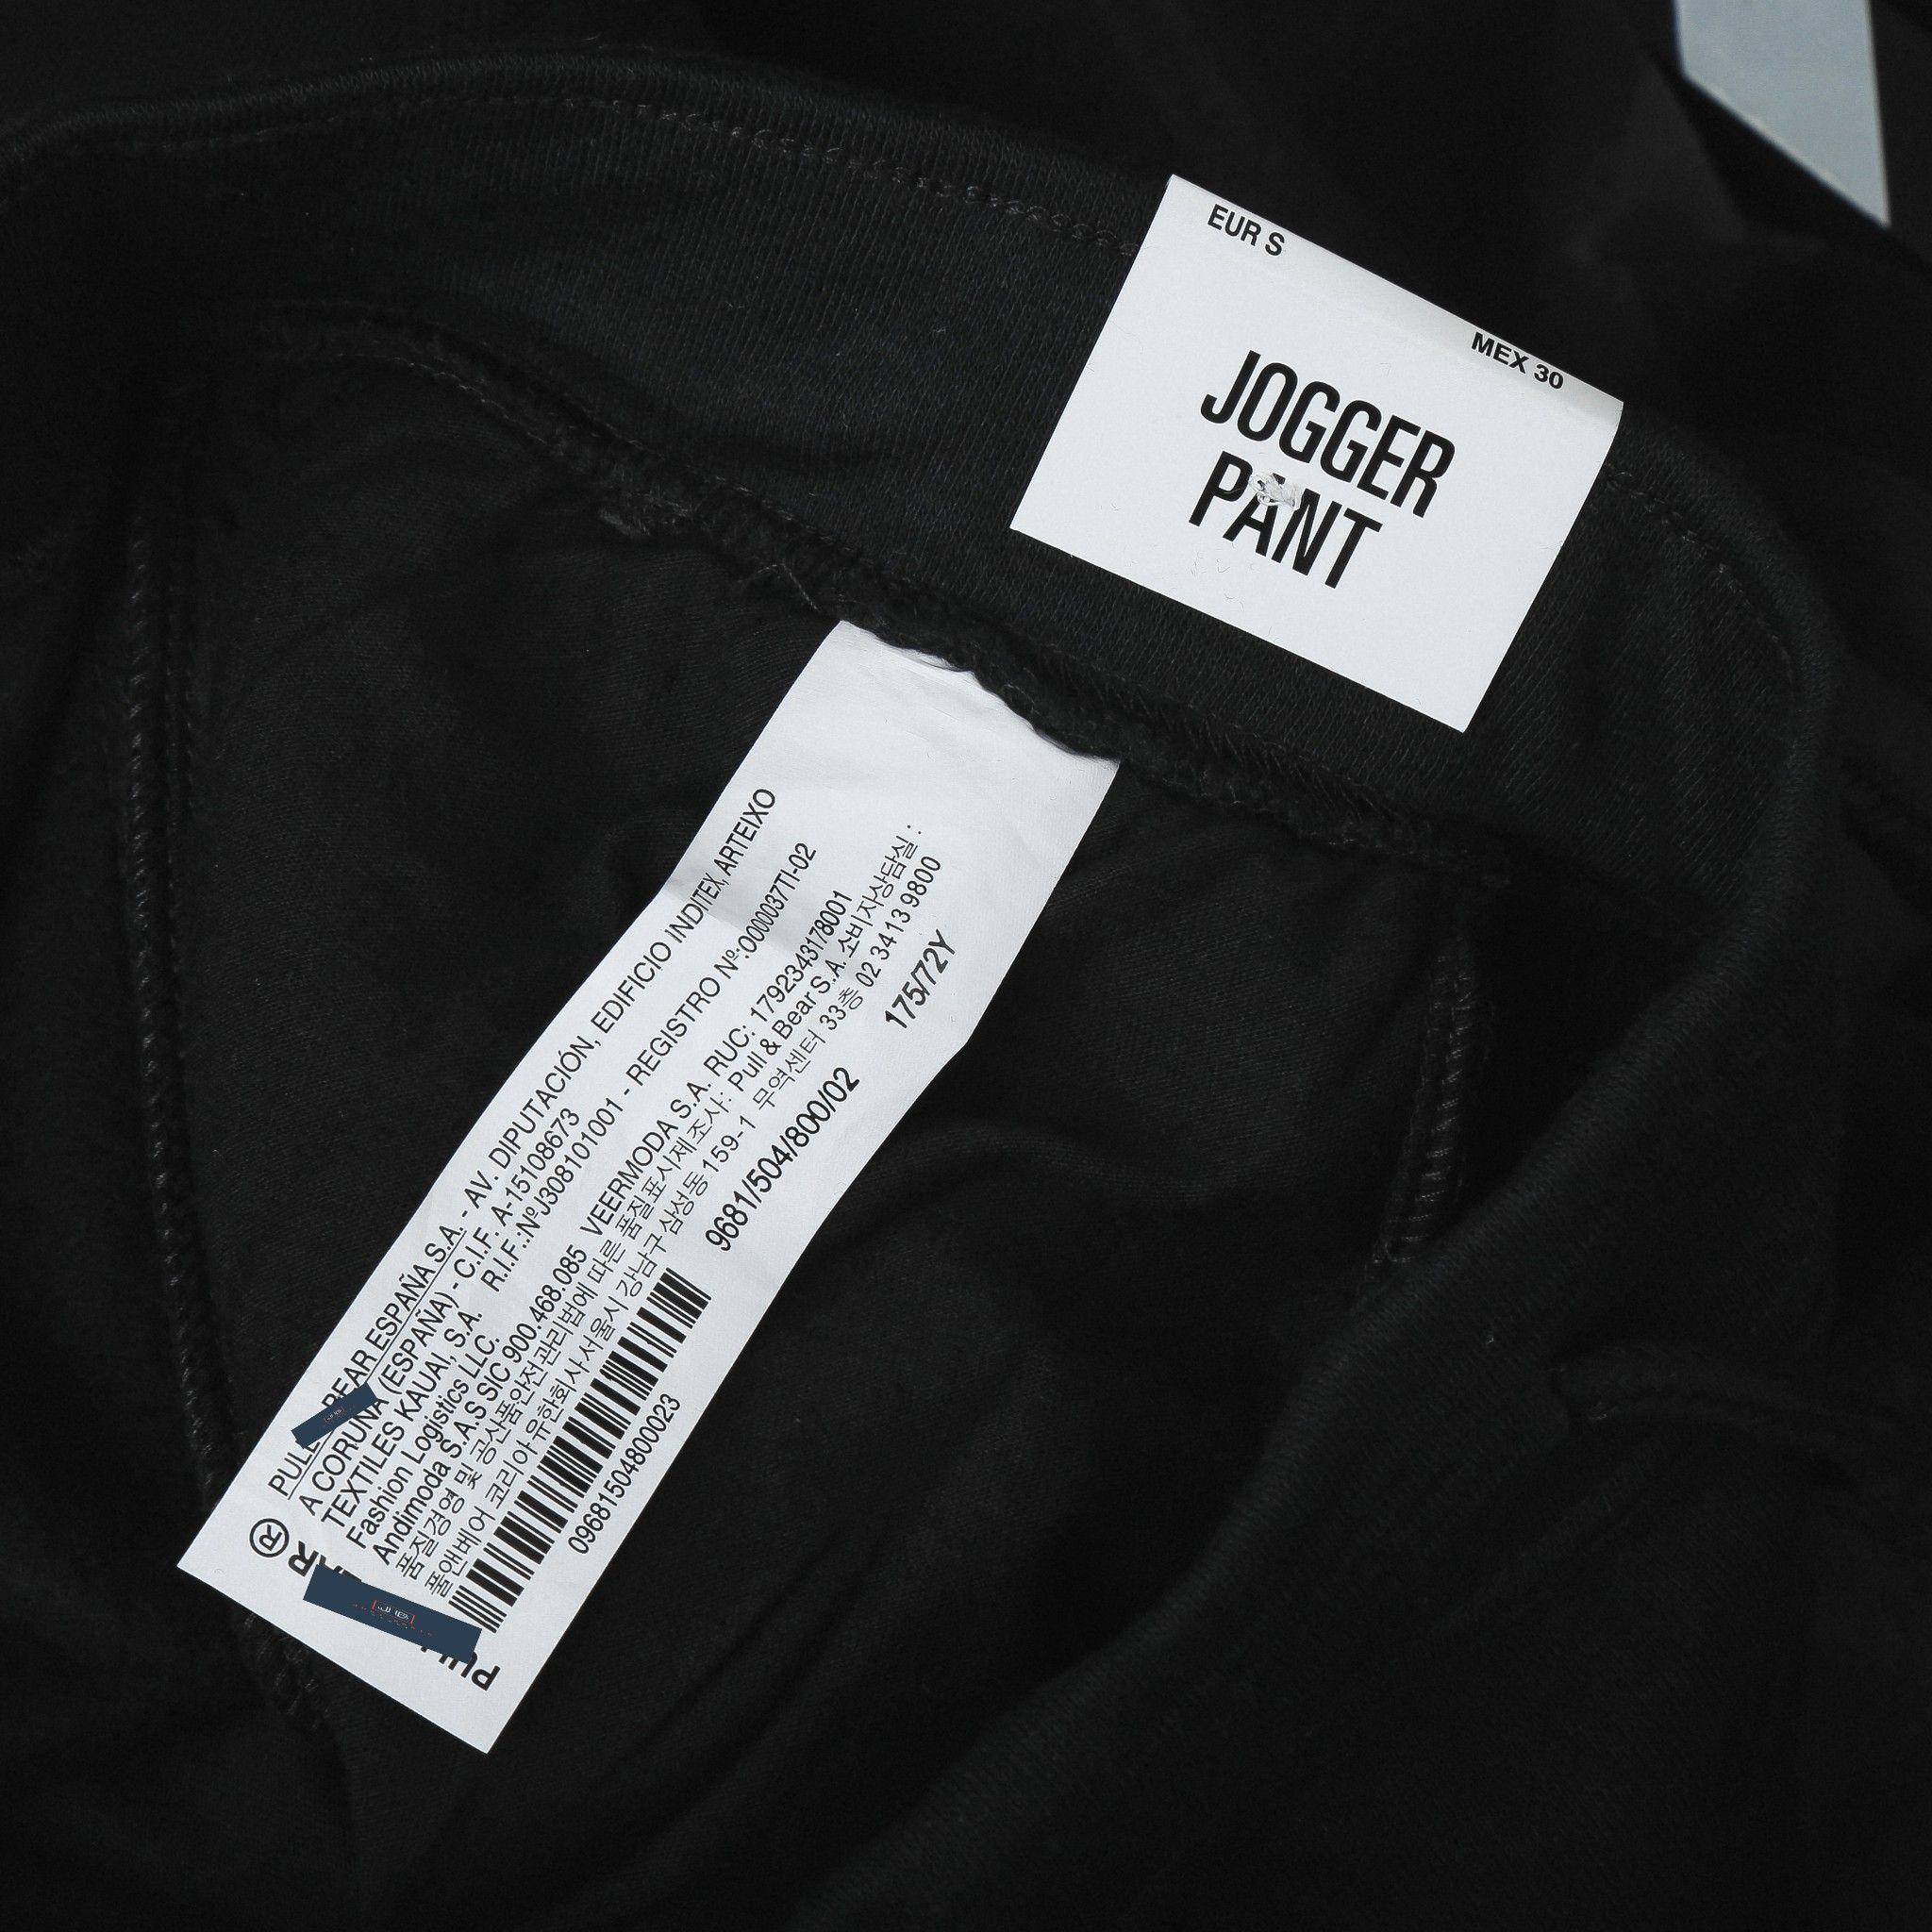 EUR S
MEX 30
JOGGER
PANT
PULL BEAR ESPAÑA S.A. - AV. DIPUTACIÓN, EDIFICIO INDITEX, ARTEIXO
A CORUÑA (ESPAÑA) - C.I.F. A-15108673
TEXTILES KAUAI, S.A. R.I.F.:NºJ308101001 - REGISTRO Nº:0000037TI-02
Fashion Logistics LLC.
Andimoda S.A.S SIC 900.468.085 VEERMODA S.A. RUC: 1792343178001
품질경영 및 공산품안전관리법에 따른 품질표시제조사: Pull & Bear S.A. 소비자상담실 :
풀앤베어 코리아 유한회사 서울시 강남구 삼성동 159-1 무역센터 33층 02 3413 9800
9681/504/800/02
175/72Y
09681504800023
®